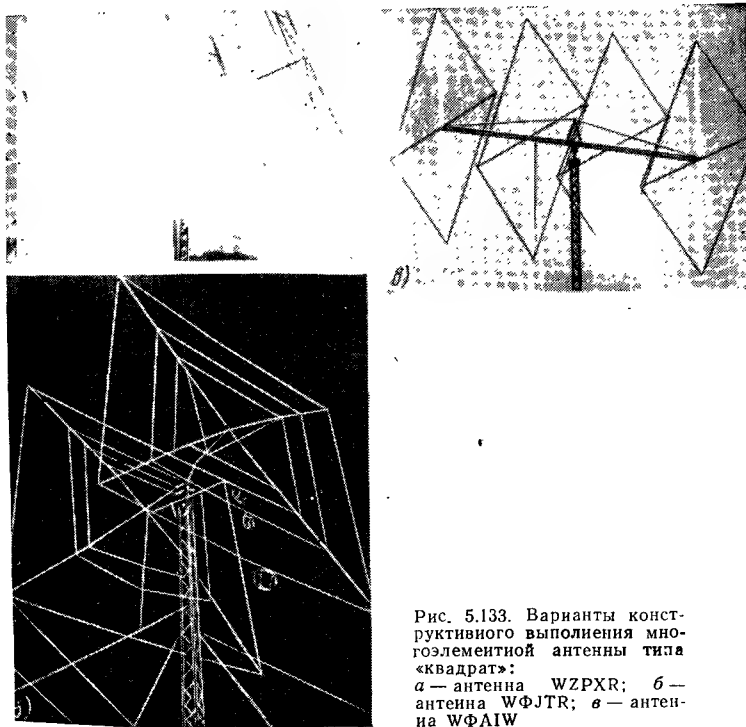 в)
Рис. 5.133. Варианты конст-
руктивного выполнения мно-
гоэлементной антенны типа
«квадрат»:
а — антенна WZPXR; б —
антенна WФJTR; в — антен-
на WФAIW